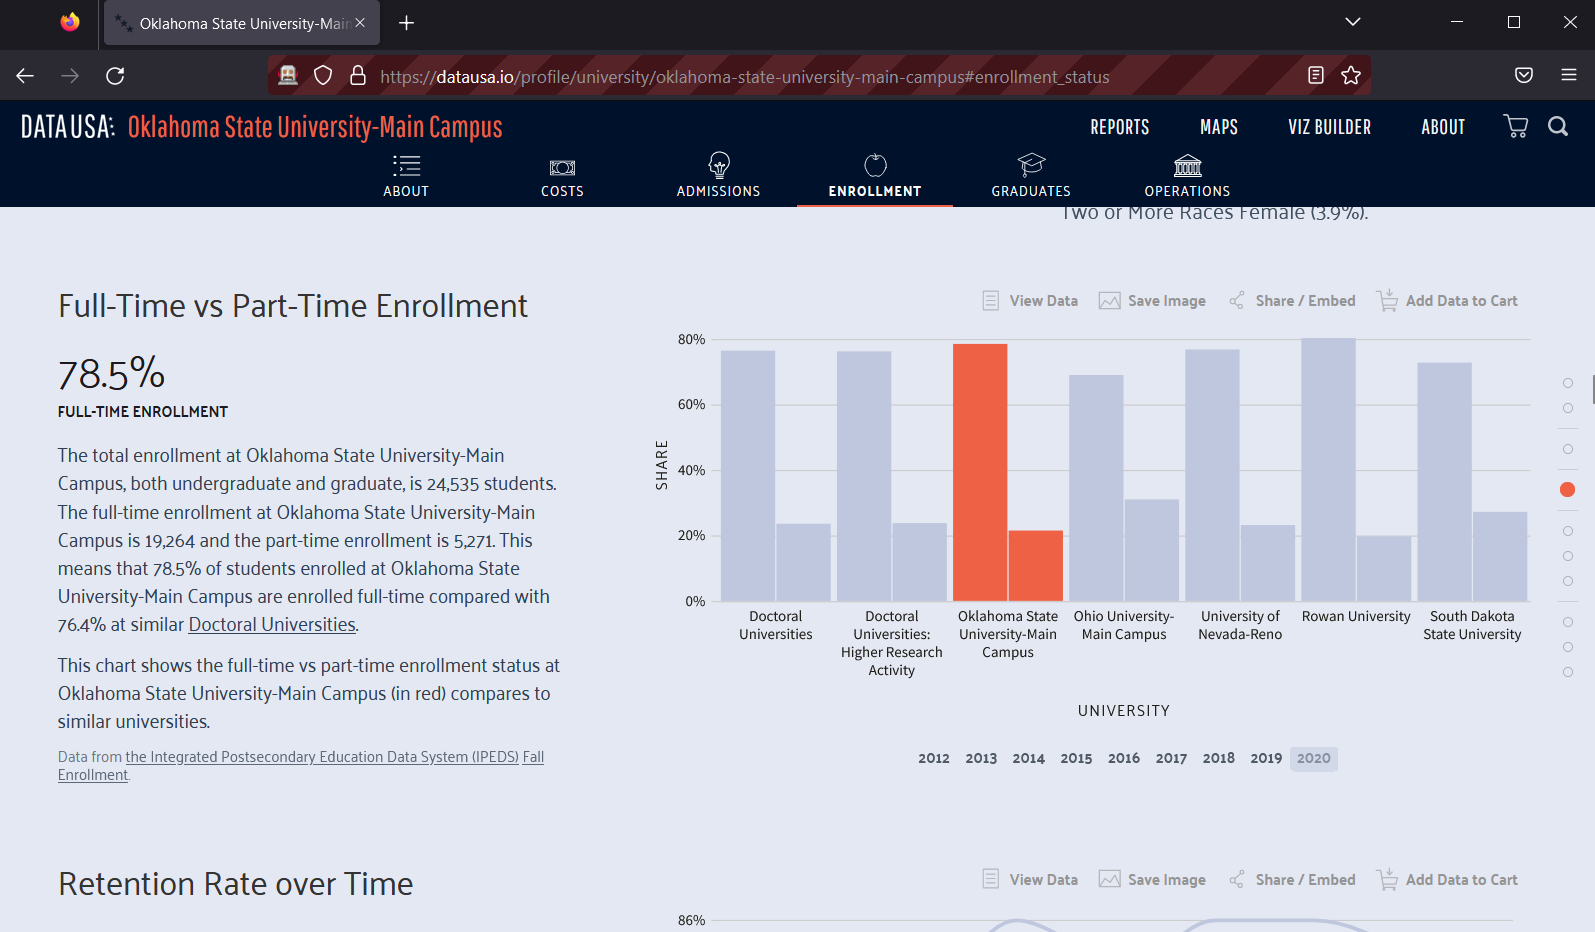 Oklahoma State University-Main
https://datausa.io/profile/university/oklahoma-state-university-main-campus#enrollment_status
DATA USA: Oklahoma State University-Main Campus
REPORTS MAPS VIZ BUILDER ABOUT
ABOUT COSTS ADMISSIONS ENROLLMENT GRADUATES OPERATIONS
Two or More Races Female (3.9%).
Full-Time vs Part-Time Enrollment
78.5%
FULL-TIME ENROLLMENT
The total enrollment at Oklahoma State University-Main
Campus, both undergraduate and graduate, is 24,535 students.
The full-time enrollment at Oklahoma State University-Main
Campus is 19,264 and the part-time enrollment is 5,271. This
means that 78.5% of students enrolled at Oklahoma State
University-Main Campus are enrolled full-time compared with
76.4% at similar Doctoral Universities.
This chart shows the full-time vs part-time enrollment status at
Oklahoma State University-Main Campus (in red) compares to
similar universities.
Data from the Integrated Postsecondary Education Data System (IPEDS) Fall
Enrollment.
View Data Save Image Share / Embed Add Data to Cart
80%
60%
40%
20%
0%
SHARE
Doctoral
Universities
Doctoral
Universities:
Higher Research
Activity
Oklahoma State
University-Main
Campus
Ohio University-
Main Campus
University of
Nevada-Reno
Rowan University
South Dakota
State University
UNIVERSITY
2012 2013 2014 2015 2016 2017 2018 2019 2020
Retention Rate over Time
View Data Save Image Share / Embed Add Data to Cart
86%